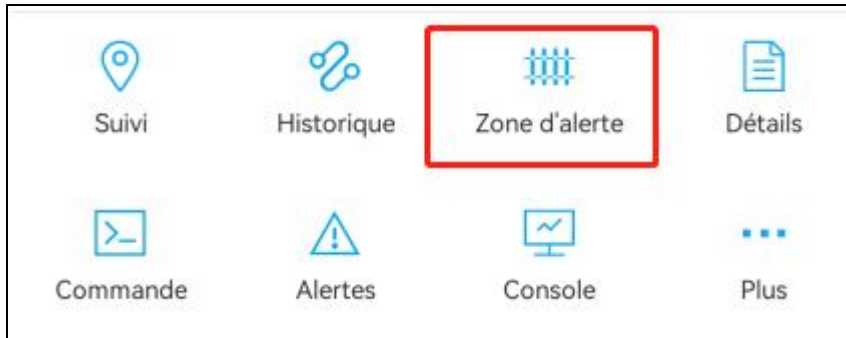 Suivi Historique Zone d'alerte Détails
Commande Alertes Console Plus